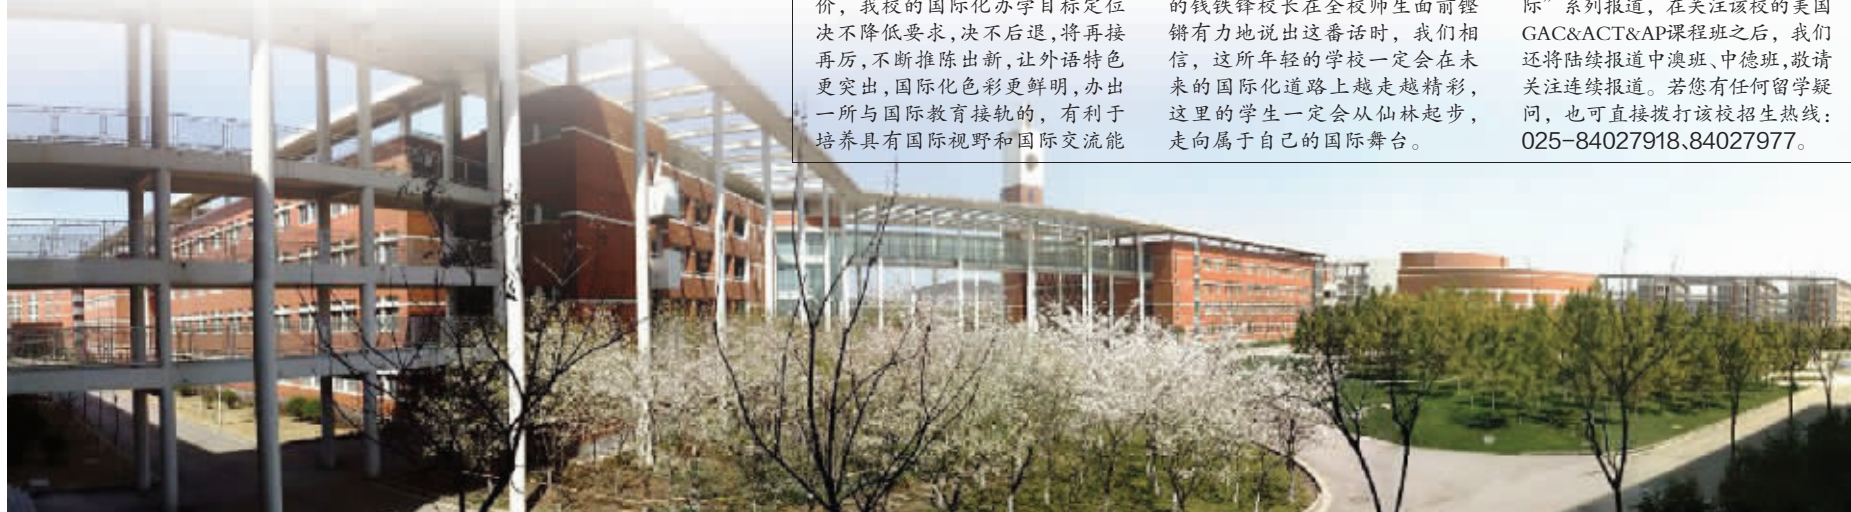 价，我校的国际化办学目标定位
决不降低要求，决不后退，将再接
再厉，不断推陈出新，让外语特色
更突出，国际化色彩更鲜明，办出
一所与国际教育接轨的，有利于
培养具有国际视野和国际交流能
的钱铁锋校长在全校师生面前铿
锵有力地说出这番话时，我们相
信，这所年轻的学校一定会在未
来的国际化道路上越走越精彩，
这里的学生一定会从仙林起步，
走向属于自己的国际舞台。
际”系列报道，在关注该校的美国
GAC&ACT&AP课程班之后，我们
还将陆续报道中澳班、中德班，敬请
关注连续报道。若您有任何留学疑
问，也可直接拨打该校招生热线：
025-84027918、84027977。